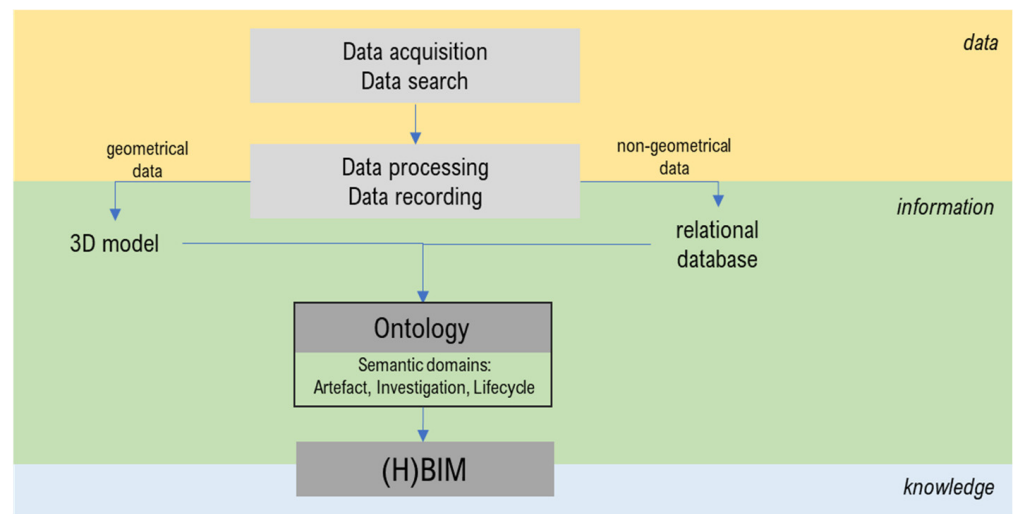 data
Data acquisition
Data search
geometrical
data
Data processing
Data recording
non-geometrical
data
information
3D model
relational
database
Ontology
Semantic domains:
Artefact, Investigation, Lifecycle
(H)BIM
knowledge